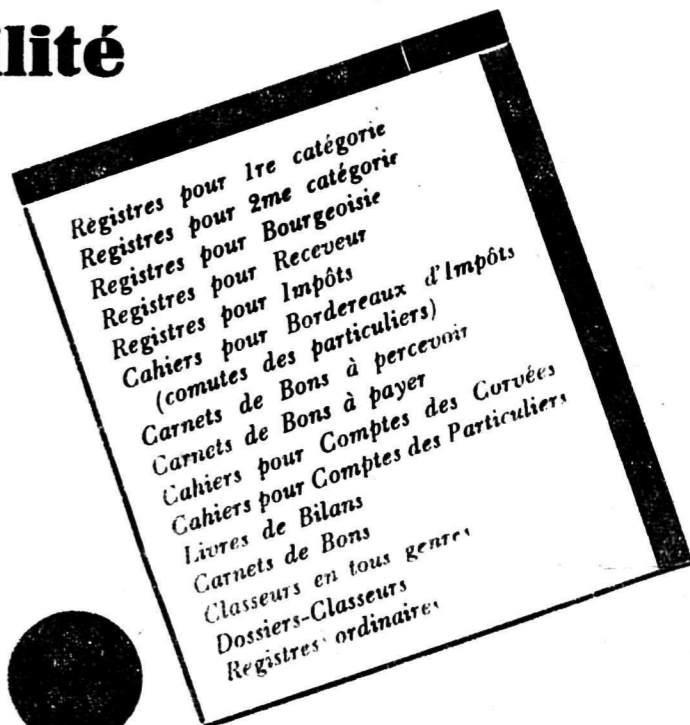 lité
Règistres pour 1re catégorie
Registres pour 2me catégorie
Registres pour Bourgeoisie
Registres pour Receveur
Registres pour Impôts
Cahiers pour Bordereaux d'Impôts
(comutes des particuliers)
Carnets de Bons à percevoir
Carnets de Bons à payer
Cahiers pour Comptes des Corvées
Cahiers pour Comptes des Particuliers
Livres de Bilans
Carnets de Bons
Classeurs en tous genres
Dossiers-Classeurs
Registres ordinaires